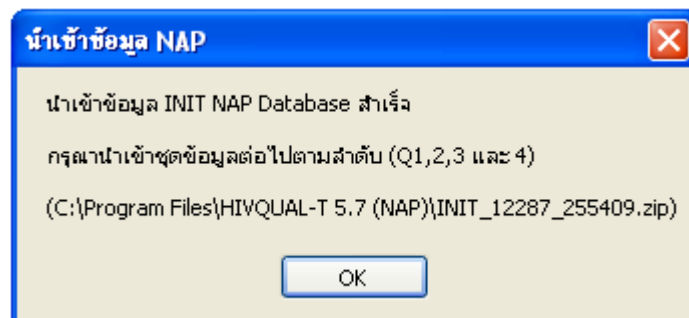 นำเข้าข้อมูล NAP
นำเข้าข้อมูล INIT NAP Database สำเร็จ
กรุณานำเข้าชุดข้อมูลต่อไปตามลำดับ (Q1,2,3 และ 4)
(C:\Program Files\HIVQUAL-T 5.7 (NAP)\INIT_12287_255409.zip)
OK